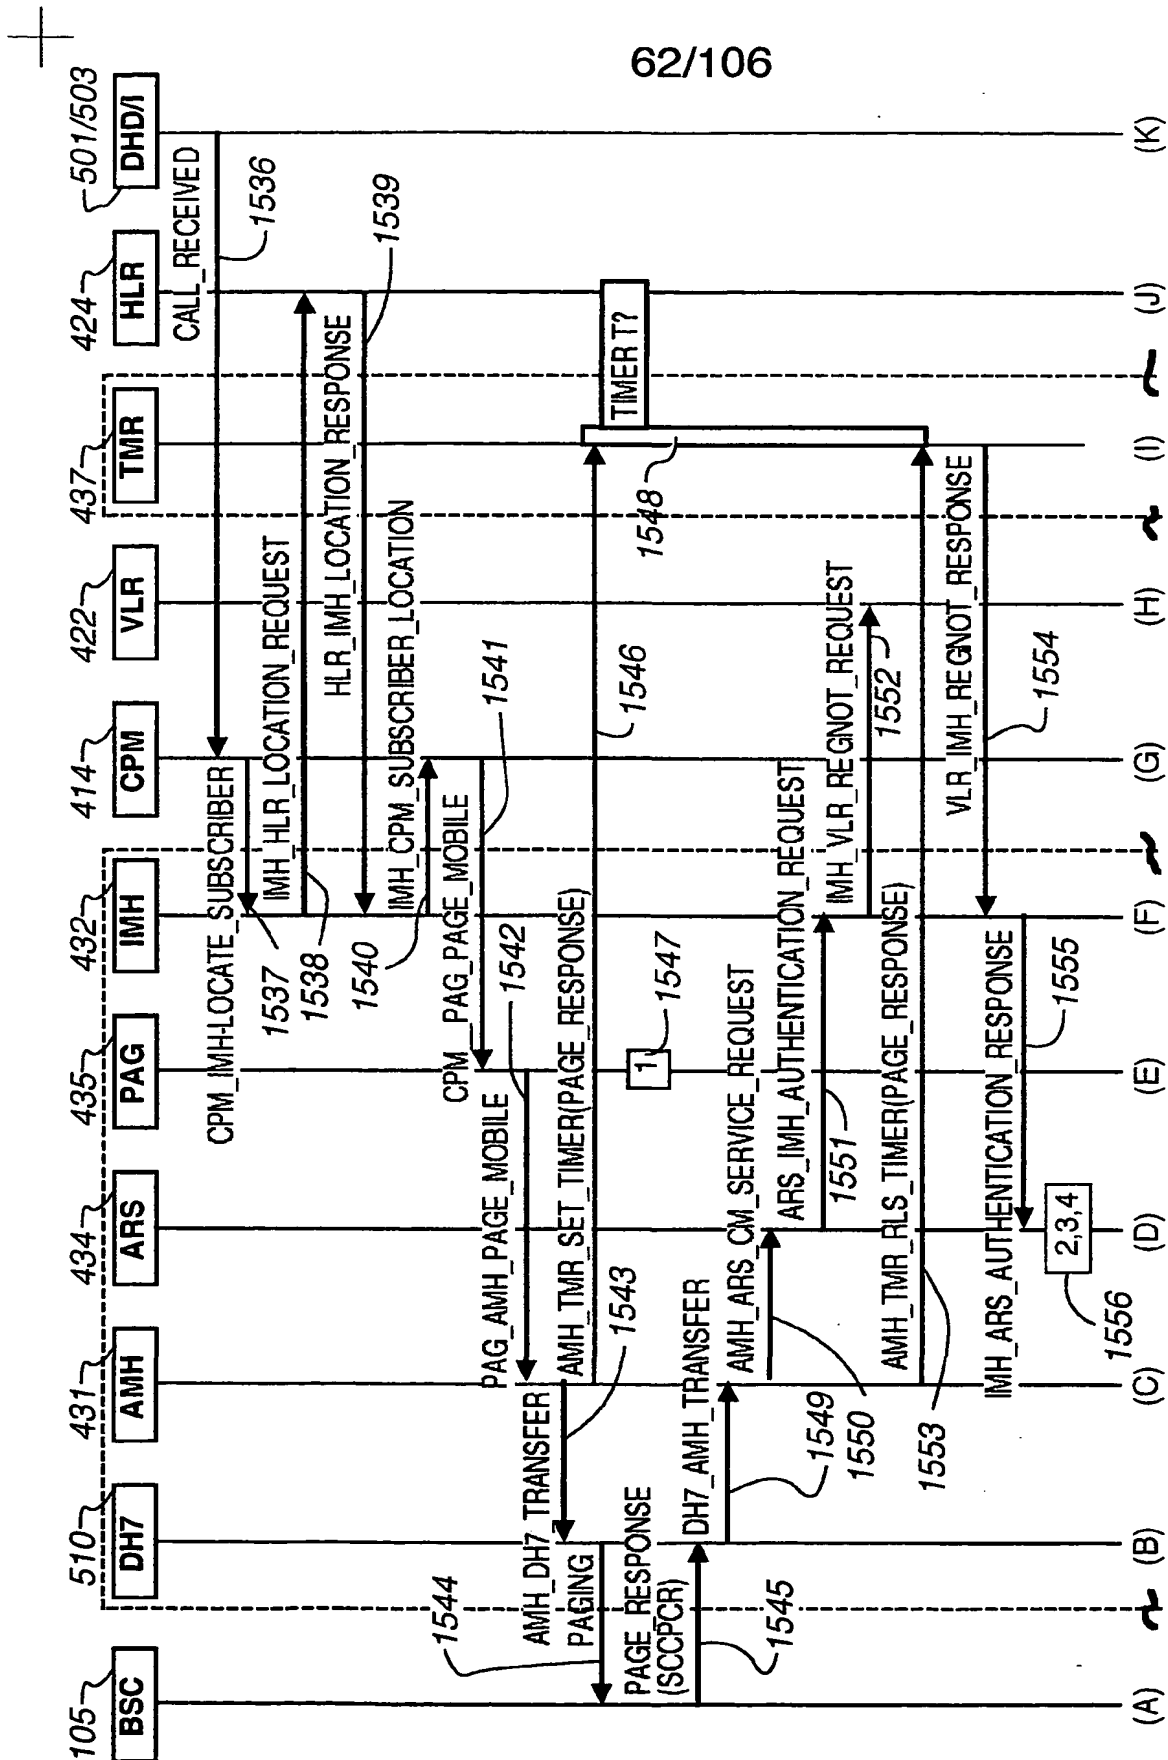 62/106
105
BSC
510
DH7
431
AMH
434
ARS
435
PAG
432
IMH
414
CPM
422
VLR
437
TMR
424
HLR
501/503
DHD/I
CALL_RECEIVED
1536
CPM_IMH-LOCATE_SUBSCRIBER
1537
IMH_HLR_LOCATION_REQUEST
1538
HLR_IMH_LOCATION_RESPONSE
1539
IMH_CPM_SUBSCRIBER_LOCATION
1540
CPM_PAG_PAGE_MOBILE
1541
PAG_AMH_PAGE_MOBILE
1542
AMH_DH7_TRANSFER
1543
PAGING
1544
AMH_TMR_SET_TIMER(PAGE_RESPONSE)
1546
TIMER T?
1
1547
1548
PAGE_RESPONSE
(SCCPCR)
1545
DH7_AMH_TRANSFER
1549
AMH_ARS_CM_SERVICE_REQUEST
1550
ARS_IMH_AUTHENTICATION_REQUEST
1551
IMH_VLR_REGNOT_REQUEST
1552
AMH_TMR_RLS_TIMER(PAGE_RESPONSE)
1553
VLR_IMH_REGNOT_RESPONSE
1554
IMH_ARS_AUTHENTICATION_RESPONSE
1555
2,3,4
1556
(A)
(B)
(C)
(D)
(E)
(F)
(G)
(H)
(I)
(J)
(K)